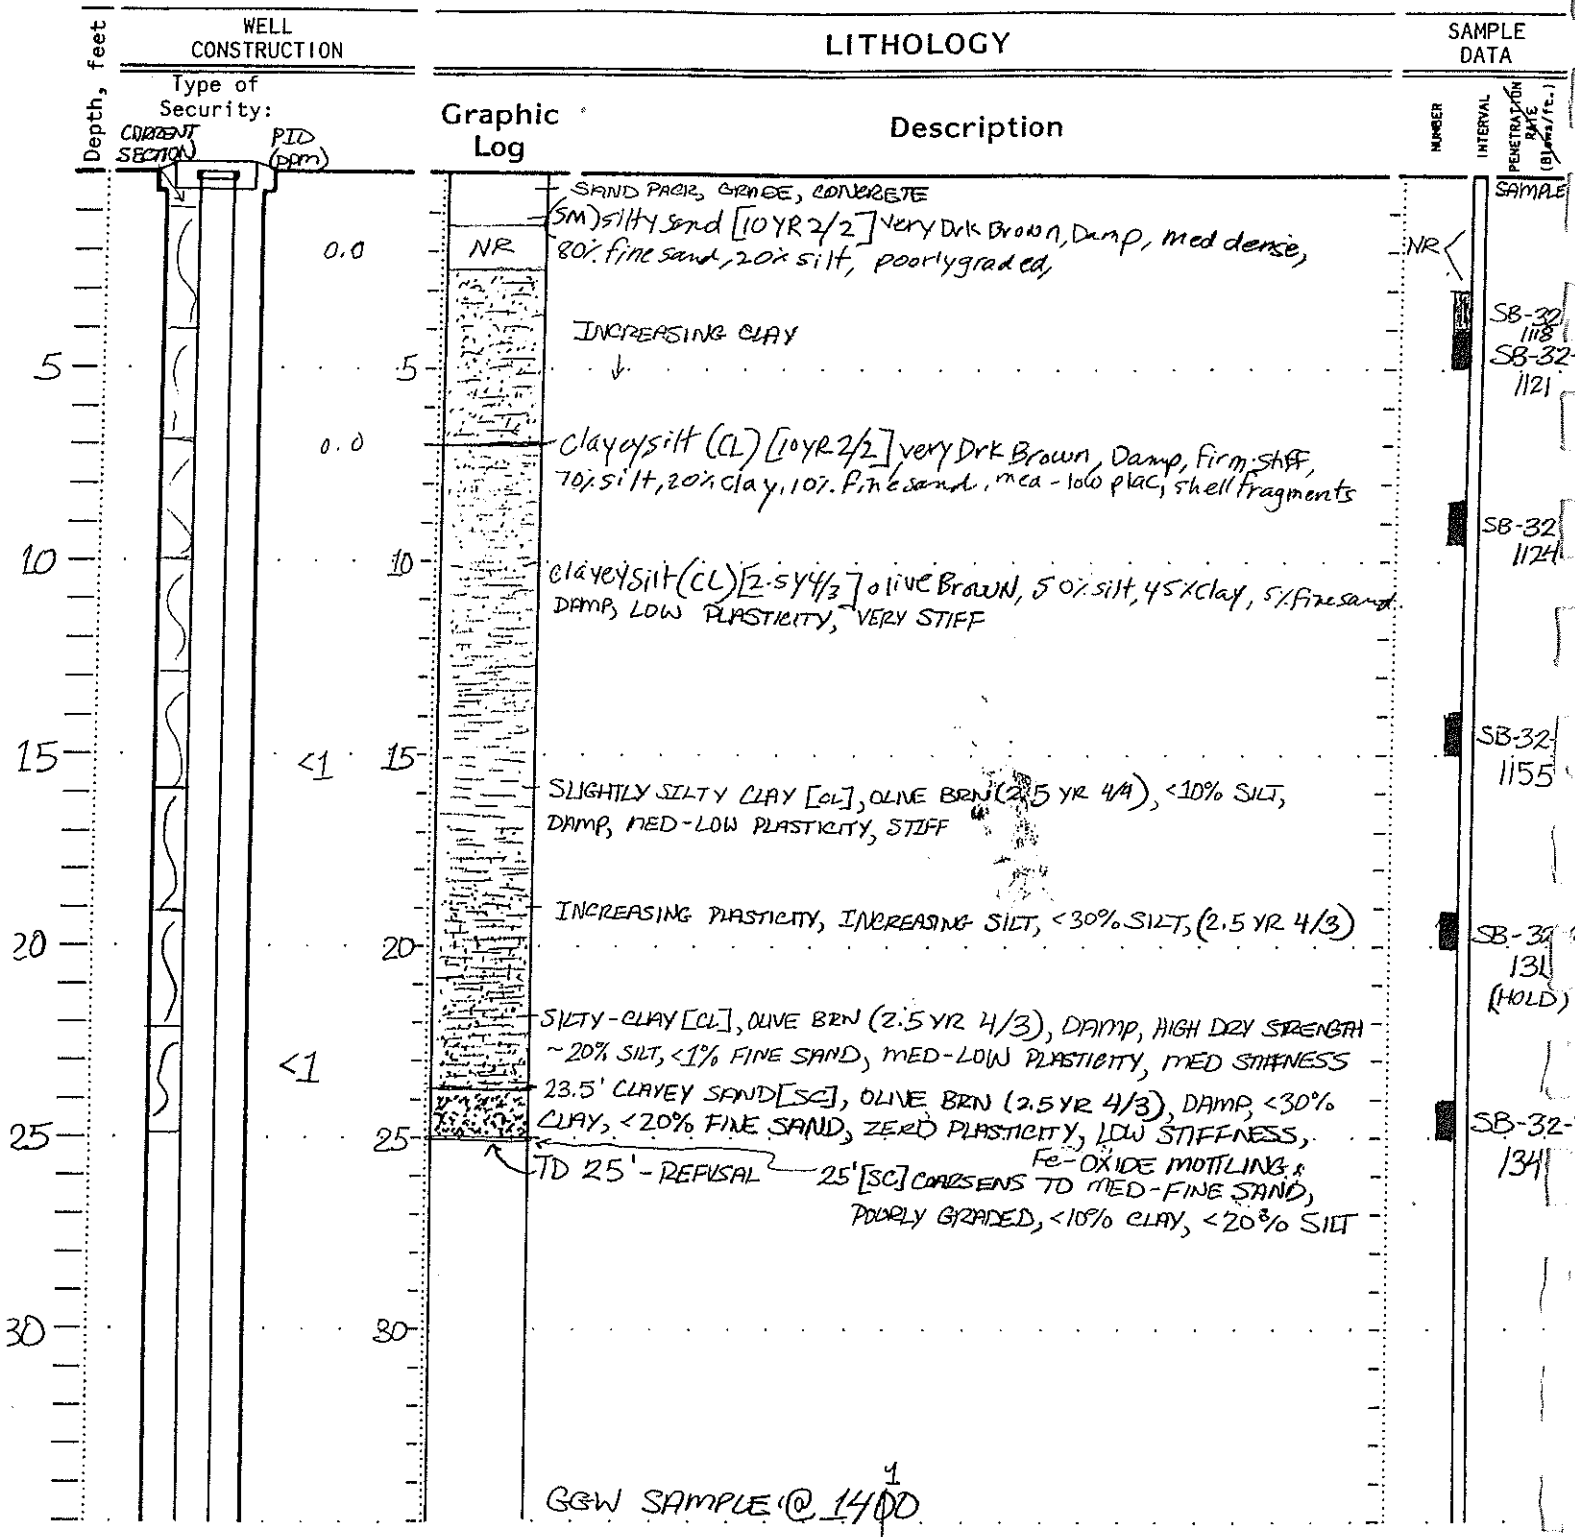 WELL
CONSTRUCTION
LITHOLOGY
SAMPLE
DATA
Depth, feet
Type of
Security:
CURRENT
SECTION
PID
(ppm)
Graphic
Log
Description
NUMBER
INTERVAL
PENETRATION
RATE
(Blows/ft.)
SAMPLE
SAND PACK, GRADE, CONCRETE
(SM) silty sand [10 YR 2/2] very Drk Brown, Damp, med dense,
0.0
NR
80% fine sand, 20% silt, poorly graded,
NR
INCREASING CLAY
SB-32
1118
5
5
SB-32-
1121
0.0
clayey silt (CL) [10YR 2/2] very Drk Brown, Damp, firm-stiff,
70% silt, 20% clay, 10% fine sand, med-low plac, shell fragments
SB-32
1124
10
10
clayey silt (CL) [2.5Y 4/3] olive Brown, 50% silt, 45% clay, 5% fine sand.
DAMP, LOW PLASTICITY, VERY STIFF
SB-32-
1155
15
<1
15
SLIGHTLY SILTY CLAY [CL], OLIVE BRN (2.5 YR 4/4), <10% SILT,
DAMP, MED-LOW PLASTICITY, STIFF
INCREASING PLASTICITY, INCREASING SILT, <30% SILT, (2.5 YR 4/3)
20
20
SB-32
131
(HOLD)
SILTY-CLAY [CL], OLIVE BRN (2.5 YR 4/3), DAMP, HIGH DRY STRENGTH
~20% SILT, <1% FINE SAND, MED-LOW PLASTICITY, MED STIFFNESS
<1
23.5' CLAYEY SAND [SC], OLIVE BRN (2.5 YR 4/3), DAMP, <30%
CLAY, <20% FINE SAND, ZERO PLASTICITY, LOW STIFFNESS,
Fe-OXIDE MOTTLING
25
25
SB-32-
134
TD 25' - REFUSAL
25' [SC] COARSENS TO MED-FINE SAND,
POORLY GRADED, <10% CLAY, <20% SILT
30
30
GGW SAMPLE @ 1410